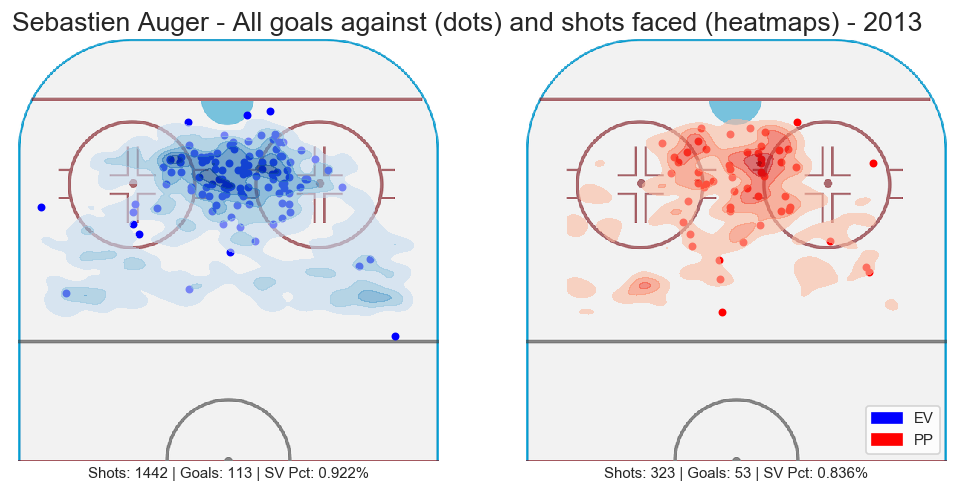 Sebastien Auger - All goals against (dots) and shots faced (heatmaps) - 2013
EV
PP
Shots: 1442 | Goals: 113 | SV Pct: 0.922%
Shots: 323 | Goals: 53 | SV Pct: 0.836%